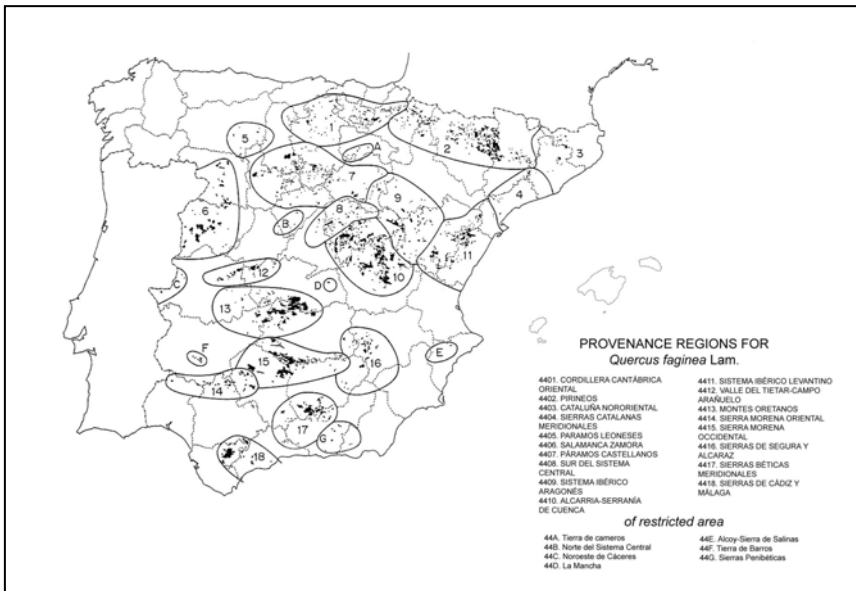 1
2
3
4
5
6
7
8
9
10
11
12
13
14
15
16
17
18
A
B
C
D
E
F
G
PROVENANCE REGIONS FOR
Quercus faginea Lam.
4401. CORDILLERA CANTÁBRICA
ORIENTAL
4402. PIRINEOS
4403. CATALUÑA NORORIENTAL
4404. SIERRAS CATALANAS
MERIDIONALES
4405. PARAMOS LEONESES
4406. SALAMANCA ZAMORA
4407. PÁRAMOS CASTELLANOS
4408. SUR DEL SISTEMA
CENTRAL
4409. SISTEMA IBÉRICO
ARAGONÉS
4410. ALCARRIA-SERRANÍA
DE CUENCA
4411. SISTEMA IBÉRICO LEVANTINO
4412. VALLE DEL TIETAR-CAMPO
ARAÑUELO
4413. MONTES ORETANOS
4414. SIERRA MORENA ORIENTAL
4415. SIERRA MORENA
OCCIDENTAL
4416. SIERRAS DE SEGURA Y
ALCARAZ
4417. SIERRAS BÉTICAS
MERIDIONALES
4418. SIERRAS DE CÁDIZ Y
MÁLAGA
of restricted area
44A. Tierra de cameros
44B. Norte del Sistema Central
44C. Noroeste de Cáceres
44D. La Mancha
44E. Alcoy-Sierra de Salinas
44F. Tierra de Barros
44G. Sierras Penibéticas